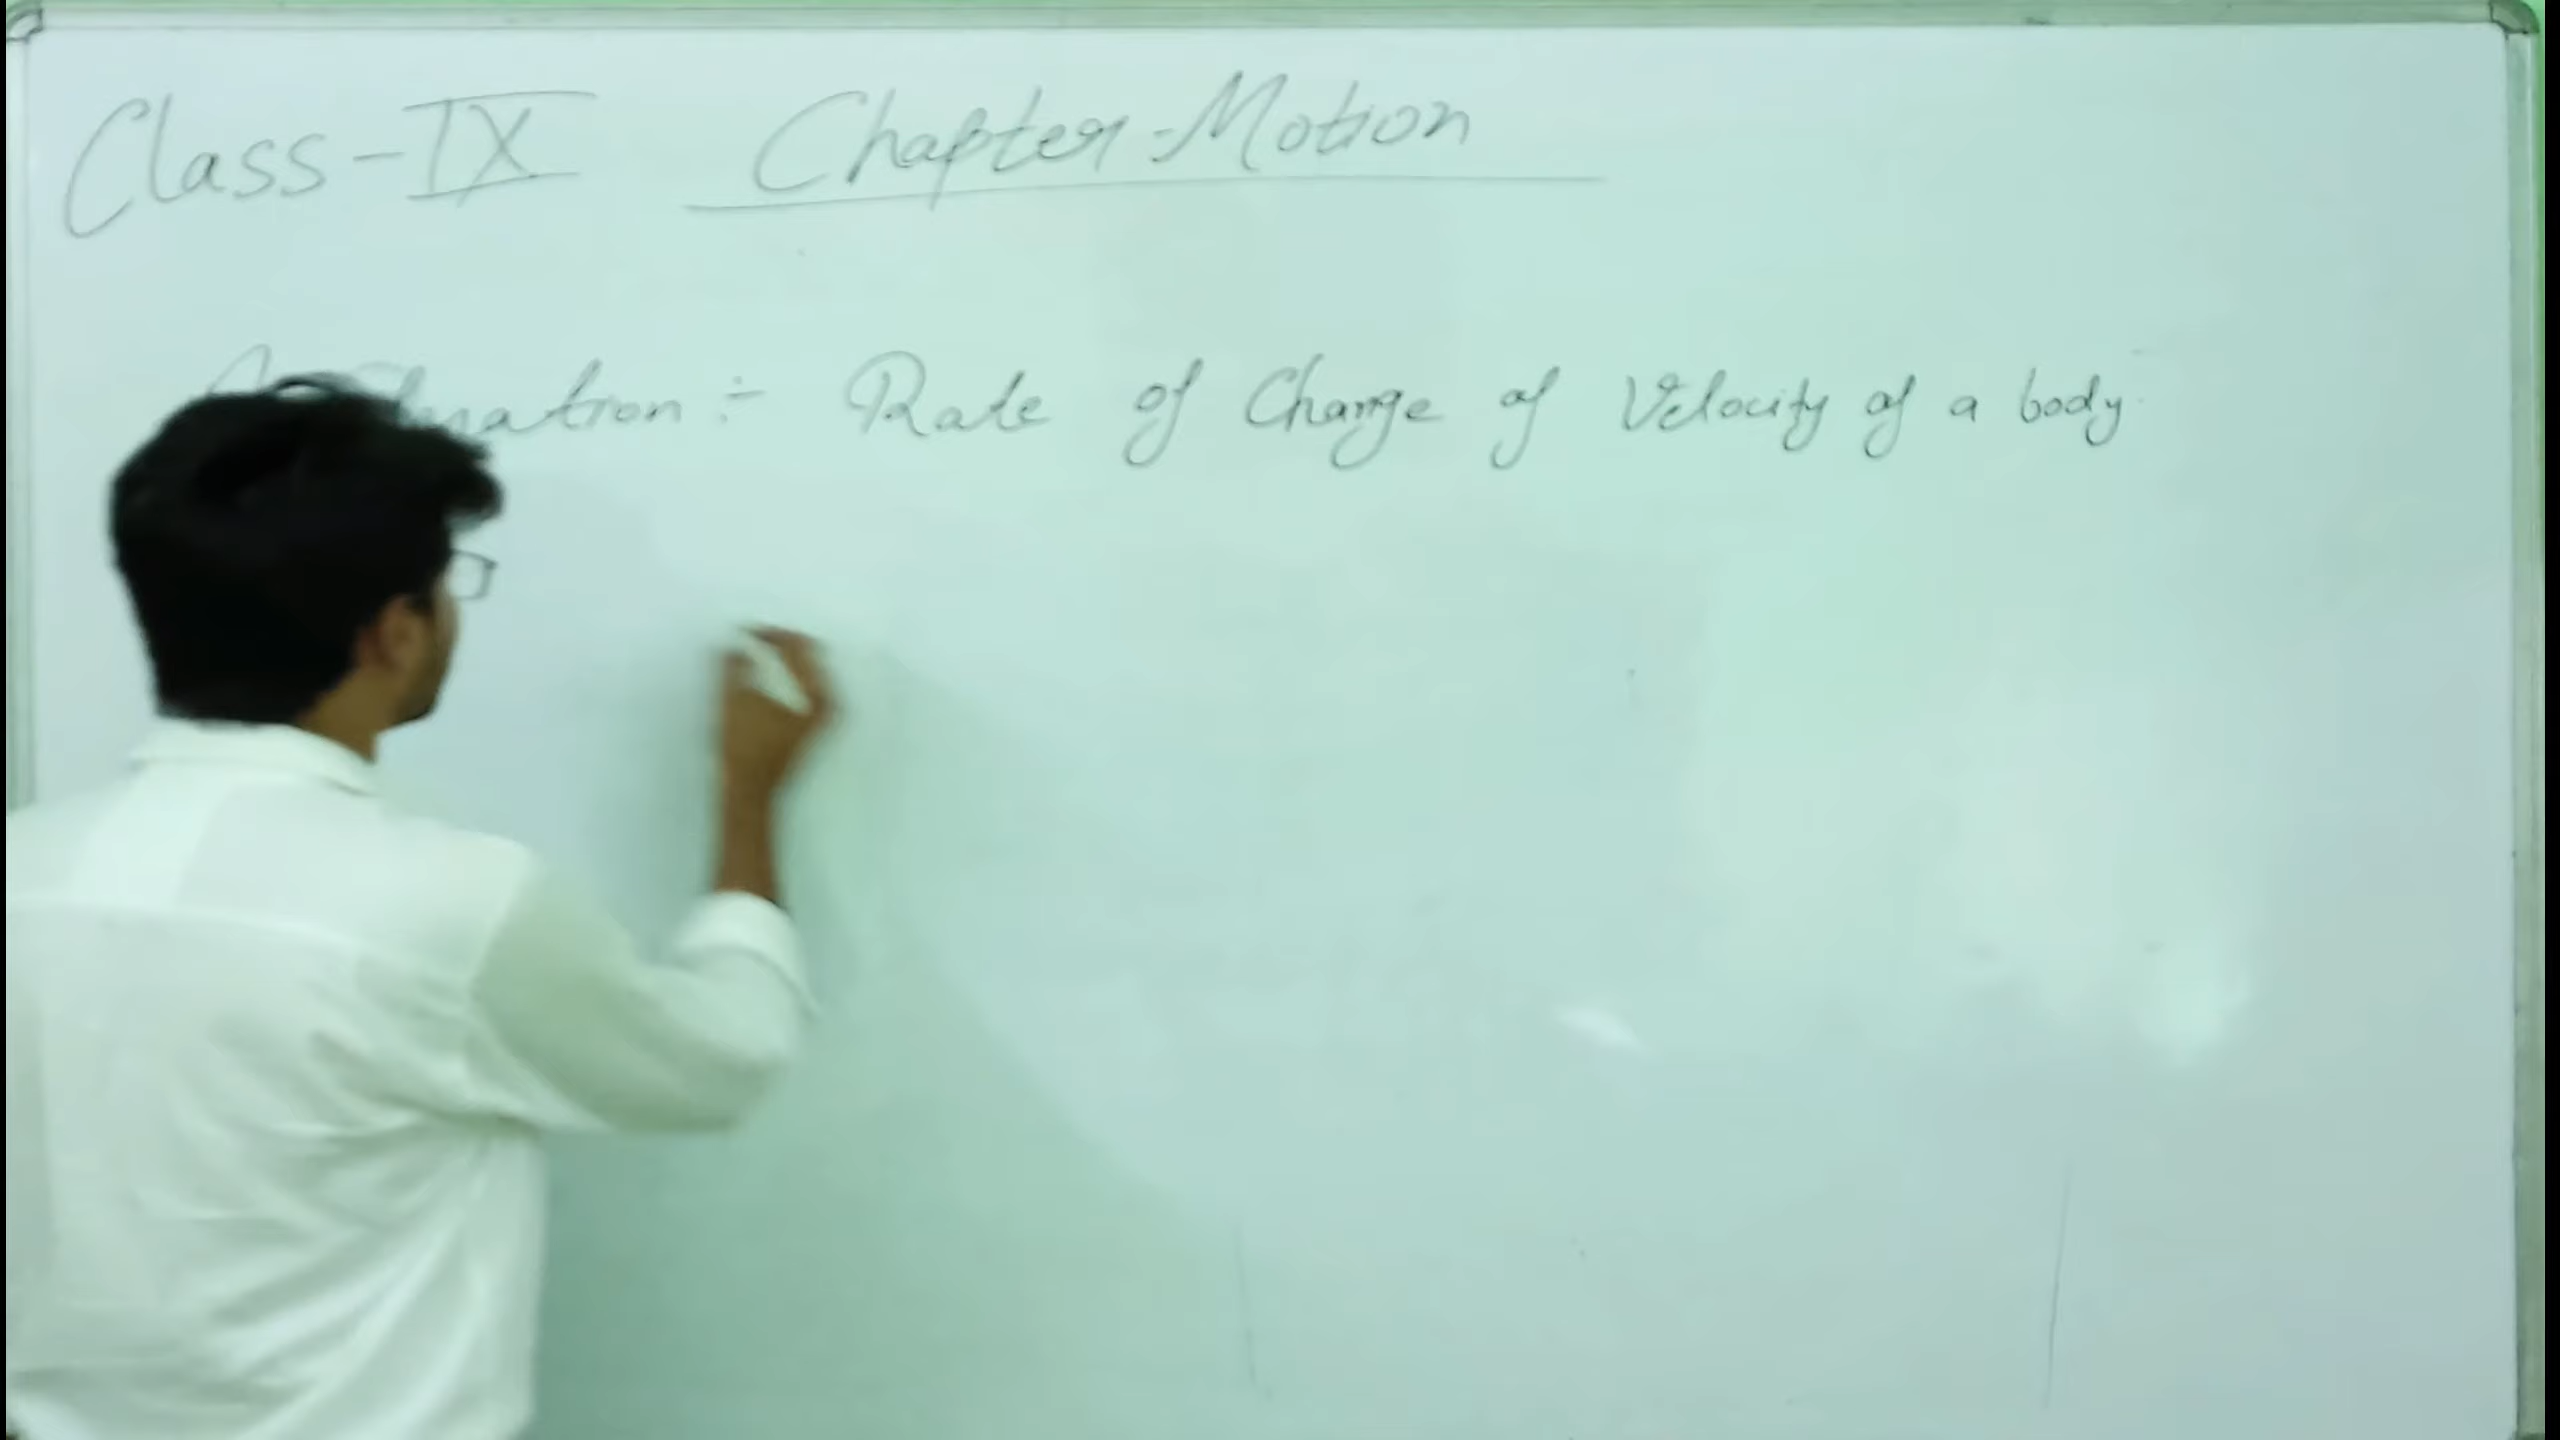 Class-IX Chapter-Motion
Acceleration :- Rate of Change of Velocity of a body